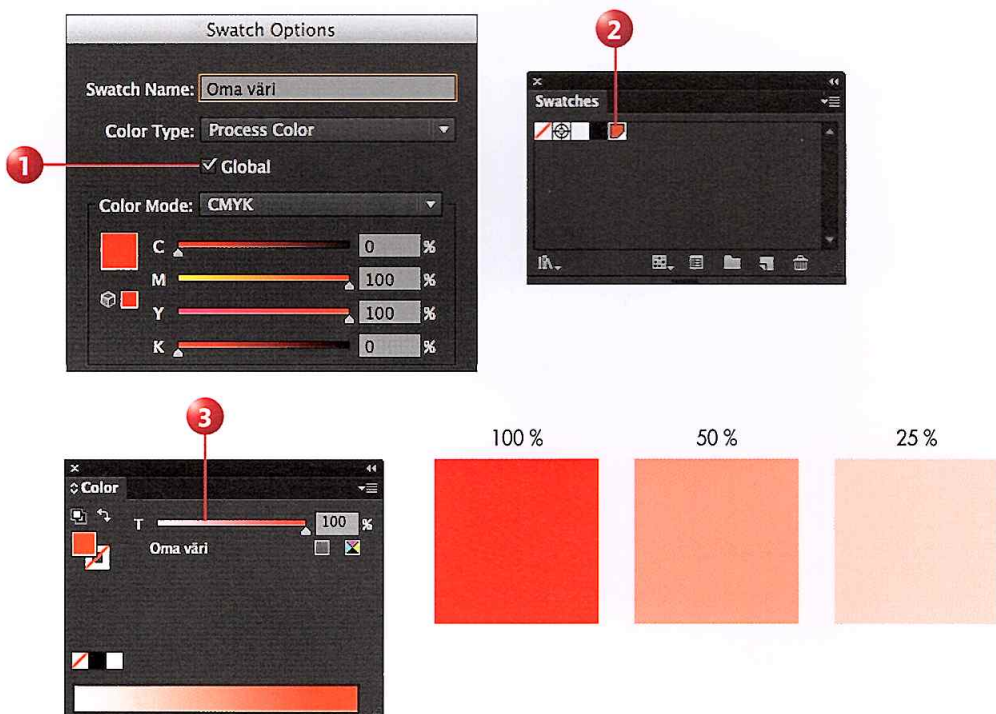 Swatch Options
Swatch Name: Oma väri
Color Type: Process Color
Global
Color Mode: CMYK
C 0 %
M 100 %
Y 100 %
K 0 %
1
2
Swatches
3
Color
T 100 %
Oma väri
100 %
50 %
25 %